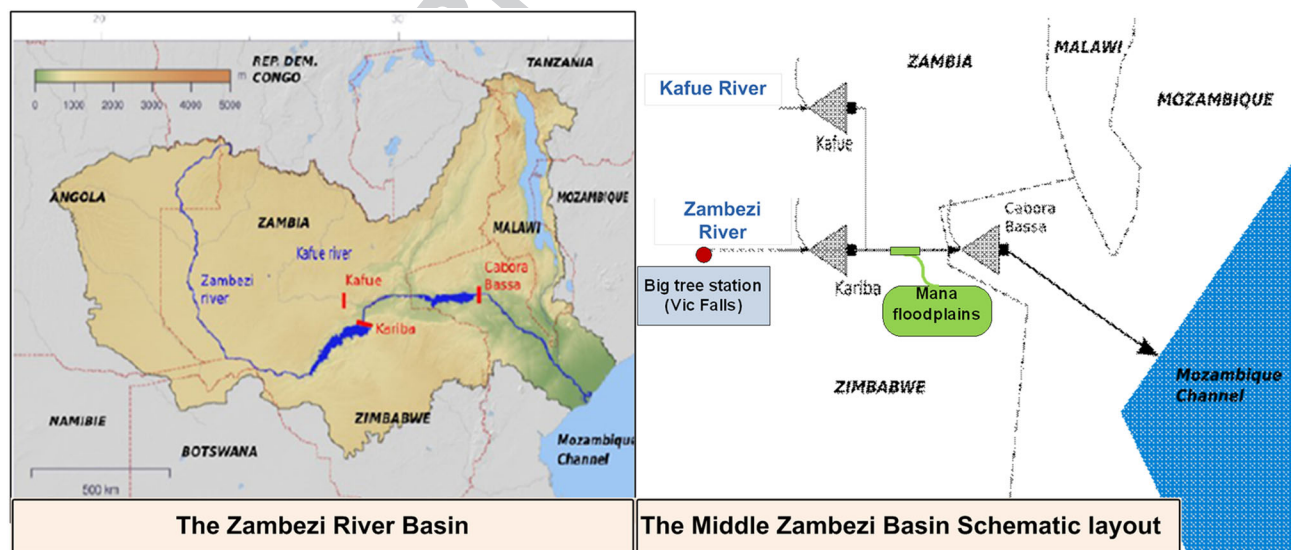 20
30
REP. DEM.
CONGO
TANZANIA
m
0 1000 2000 3000 4000 5000
ANGOLA
ZAMBIA
MOZAMBIQUE
MALAWI
Kafue river
Zambezi
river
Kafue
Cabora
Bassa
Kariba
NAMIBIE
BOTSWANA
ZIMBABWE
Mozambique
Channel
500 km
The Zambezi River Basin
ZAMBIA
MALAWI
MOZAMBIQUE
Kafue River
Kafue
Zambezi
River
Cabora
Bassa
Big tree station
(Vic Falls)
Kariba
Mana
floodplains
ZIMBABWE
Mozambique
Channel
The Middle Zambezi Basin Schematic layout